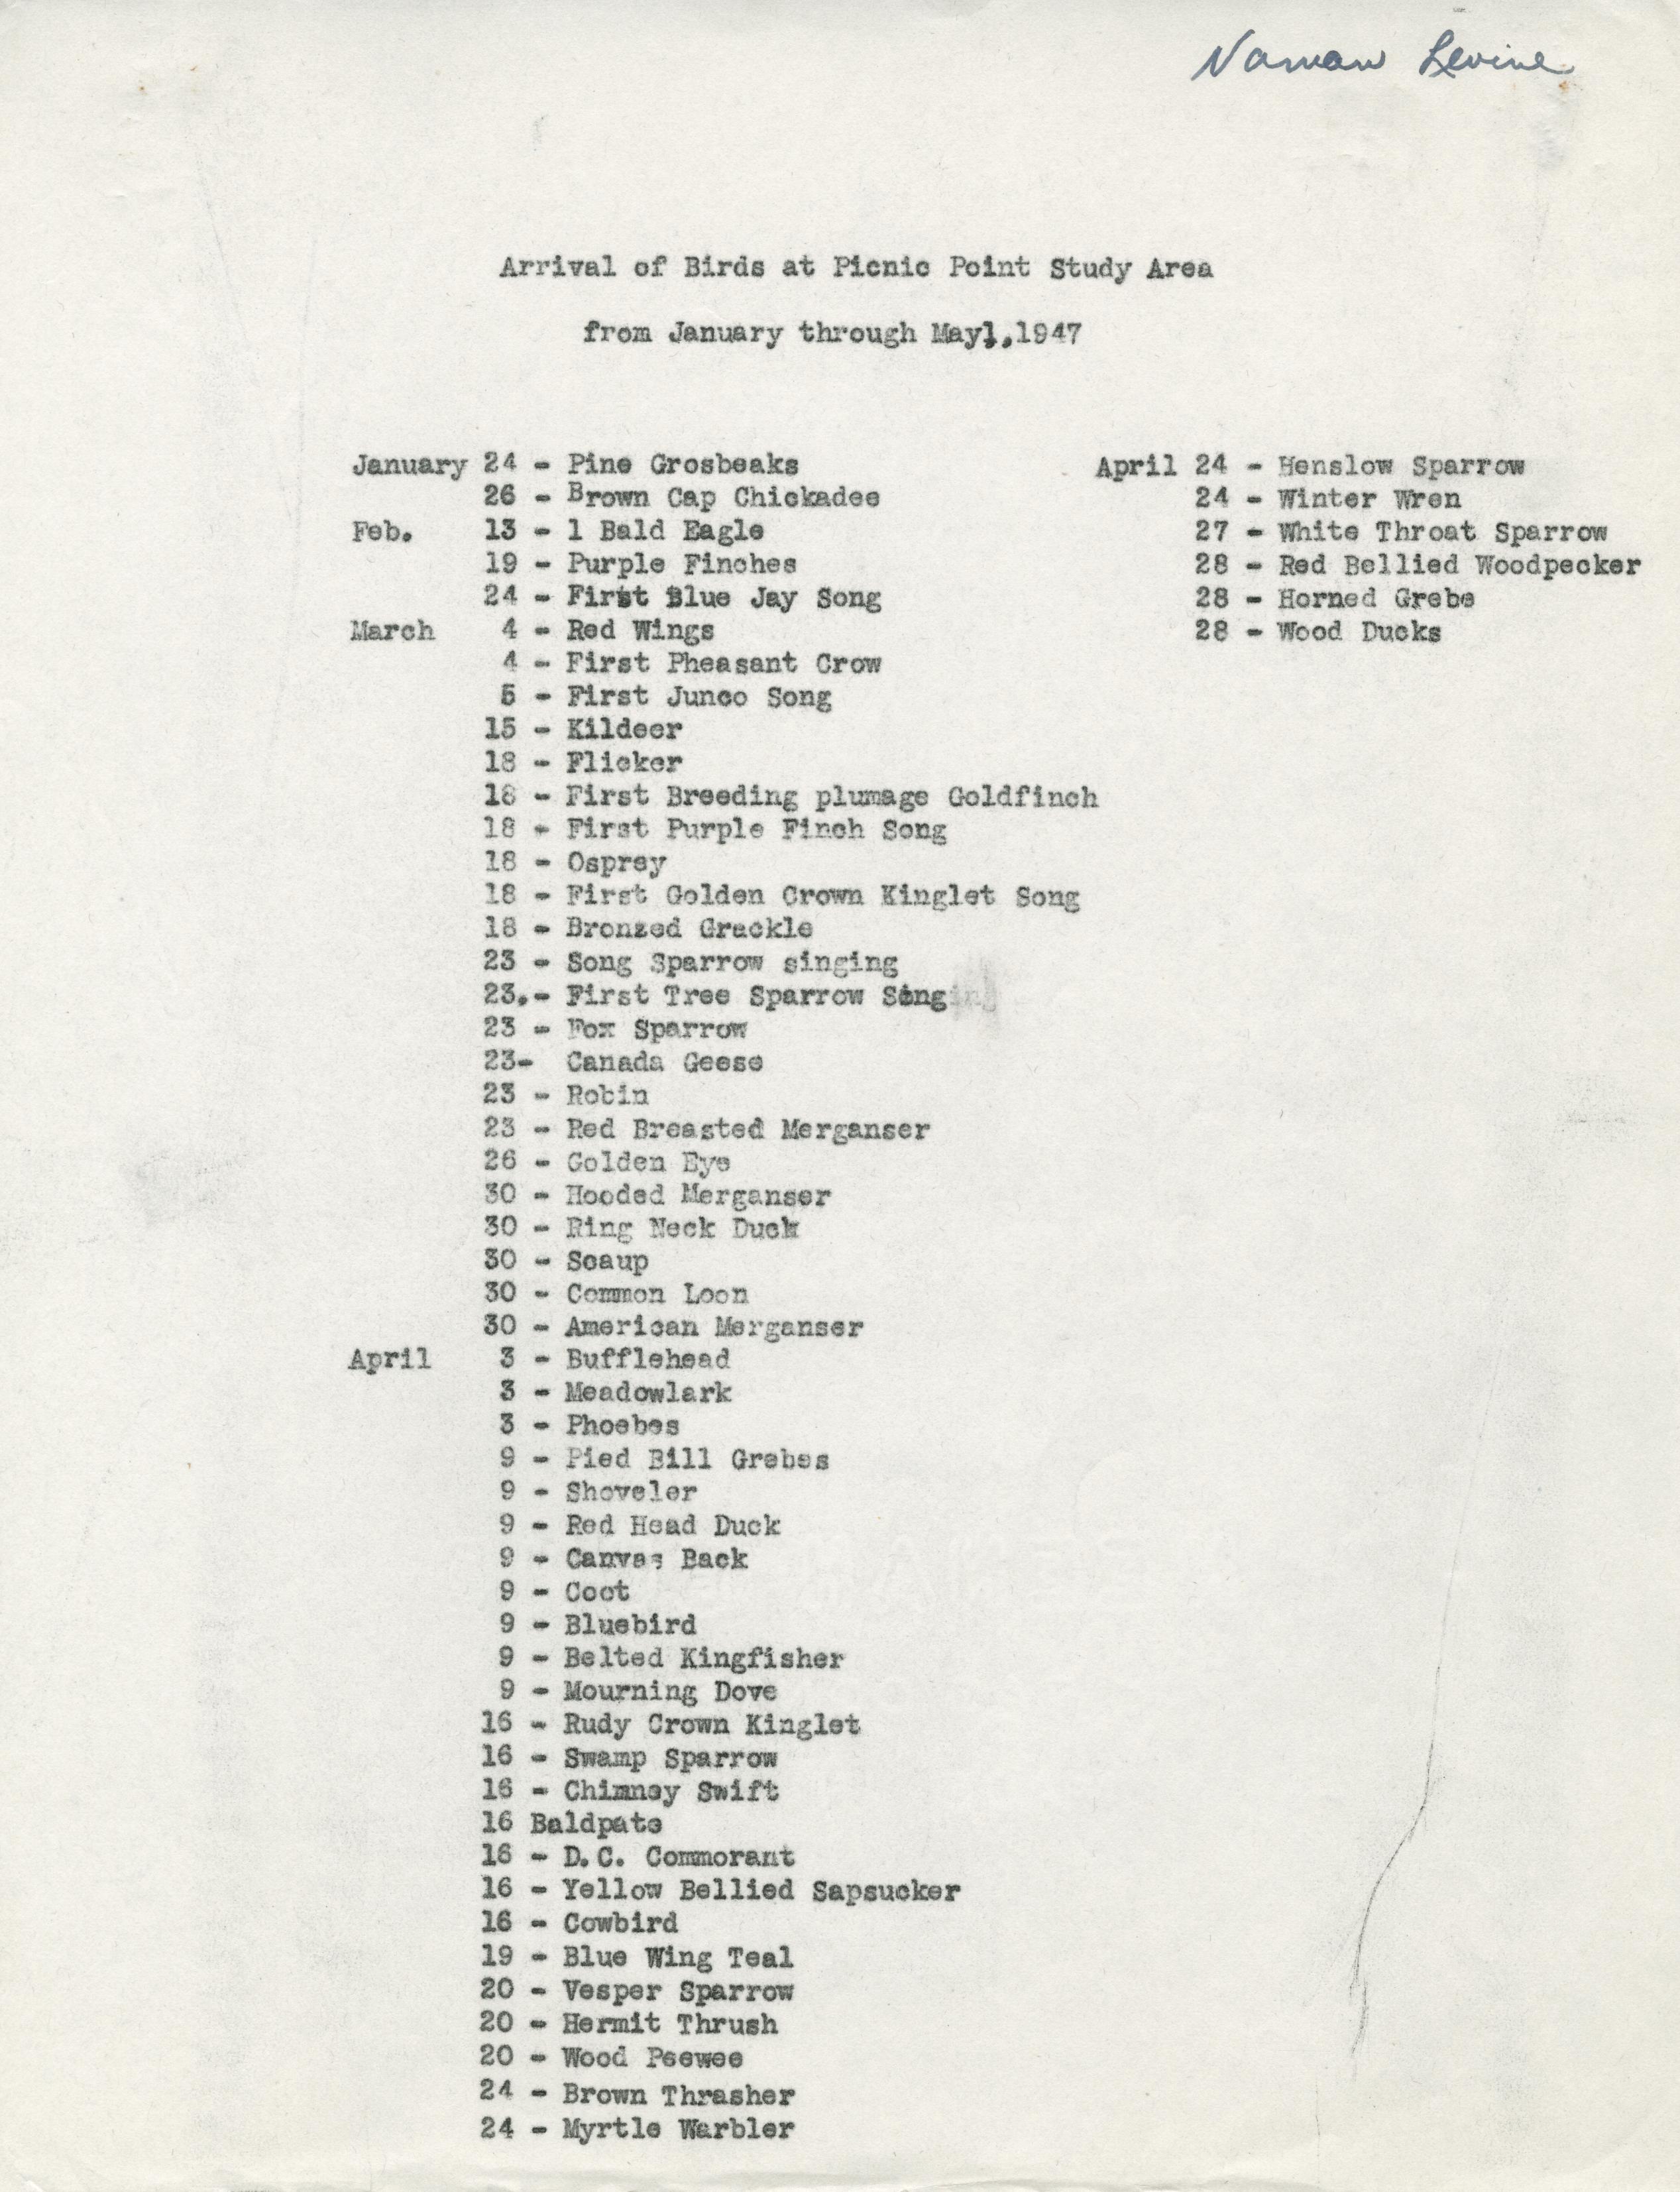 Norman Levine
Arrival of Birds at Picnic Point Study Area
from January through May1,.1947
January 24 - Pine Grosbeaks
26 - Brown Cap Chickadee
Feb. 13 - 1 Bald Eagle
19 - Purple Finches
24 - First Blue Jay Song
March 4 - Red Wings
4 - First Pheasant Crow
5 - First Junco Song
15 - Kildeer
18 - Flicker
18 - First Breeding plumage Goldfinch
18 - First Purple Finch Song
18 - Osprey
18 - First Golden Crown Kinglet Song
18 - Bronzed Grackle
23 - Song Sparrow singing
23.- First Tree Sparrow Singing
23 - Fox Sparrow
23- Canada Geese
23 - Robin
23 - Red Breasted Merganser
26 - Golden Eye
30 - Hooded Merganser
30 - Ring Neck Duck
30 - Scaup
30 - Common Loon
30 - American Merganser
April 3 - Bufflehead
3 - Meadowlark
3 - Phoebes
9 - Pied Bill Grebes
9 - Shoveler
9 - Red Head Duck
9 - Canvas Back
9 - Coot
9 - Bluebird
9 - Belted Kingfisher
9 - Mourning Dove
16 - Rudy Crown Kinglet
16 - Swamp Sparrow
16 - Chimney Swift
16 Baldpate
16 - D.C. Commorant
16 - Yellow Bellied Sapsucker
16 - Cowbird
19 - Blue Wing Teal
20 - Vesper Sparrow
20 - Hermit Thrush
20 - Wood Peewee
24 - Brown Thrasher
24 - Myrtle Warbler
April 24 - Henslow Sparrow
24 - Winter Wren
27 - White Throat Sparrow
28 - Red Bellied Woodpecker
28 - Horned Grebe
28 - Wood Ducks